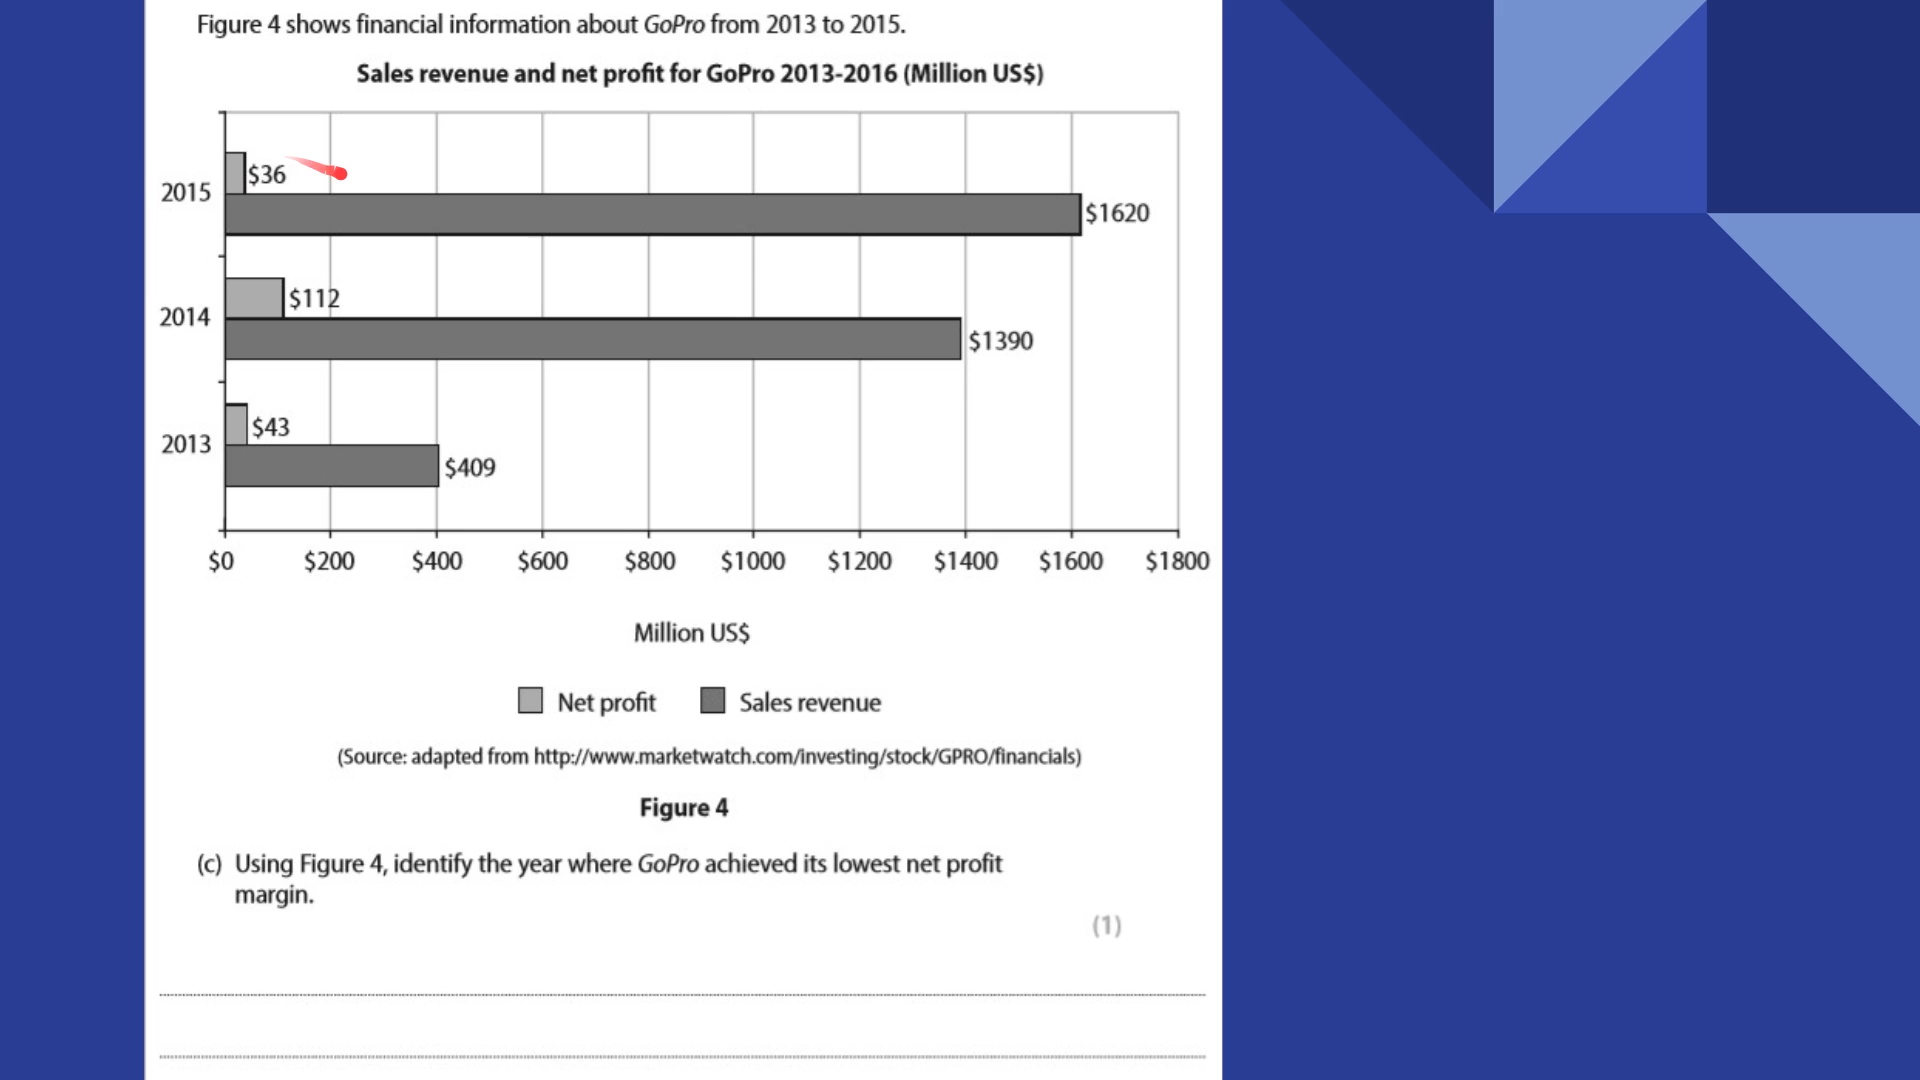 Figure 4 shows financial information about GoPro from 2013 to 2015.
Sales revenue and net profit for GoPro 2013-2016 (Million US$)
2015
$36
$1620
2014
$112
$1390
2013
$43
$409
$0 $200 $400 $600 $800 $1000 $1200 $1400 $1600 $1800
Million US$
Net profit Sales revenue
(Source: adapted from http://www.marketwatch.com/investing/stock/GPRO/financials)
Figure 4
(c) Using Figure 4, identify the year where GoPro achieved its lowest net profit
margin.
(1)